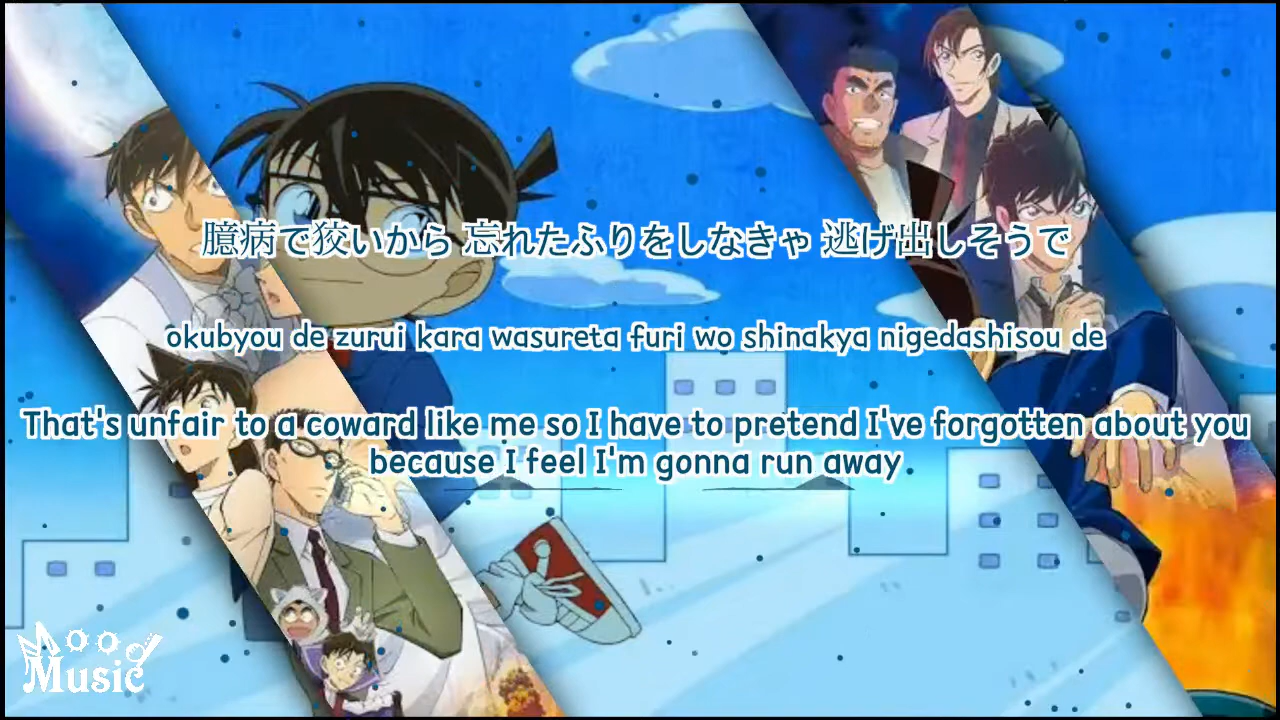 臆病で狡いから 忘れたふりをしなきゃ 逃げ出しそうで
okubyou de zurui kara wasureta furi wo shinakya nigedashisou de
That's unfair to a coward like me so I have to pretend I've forgotten about you
because I feel I'm gonna run away
Mood
Music